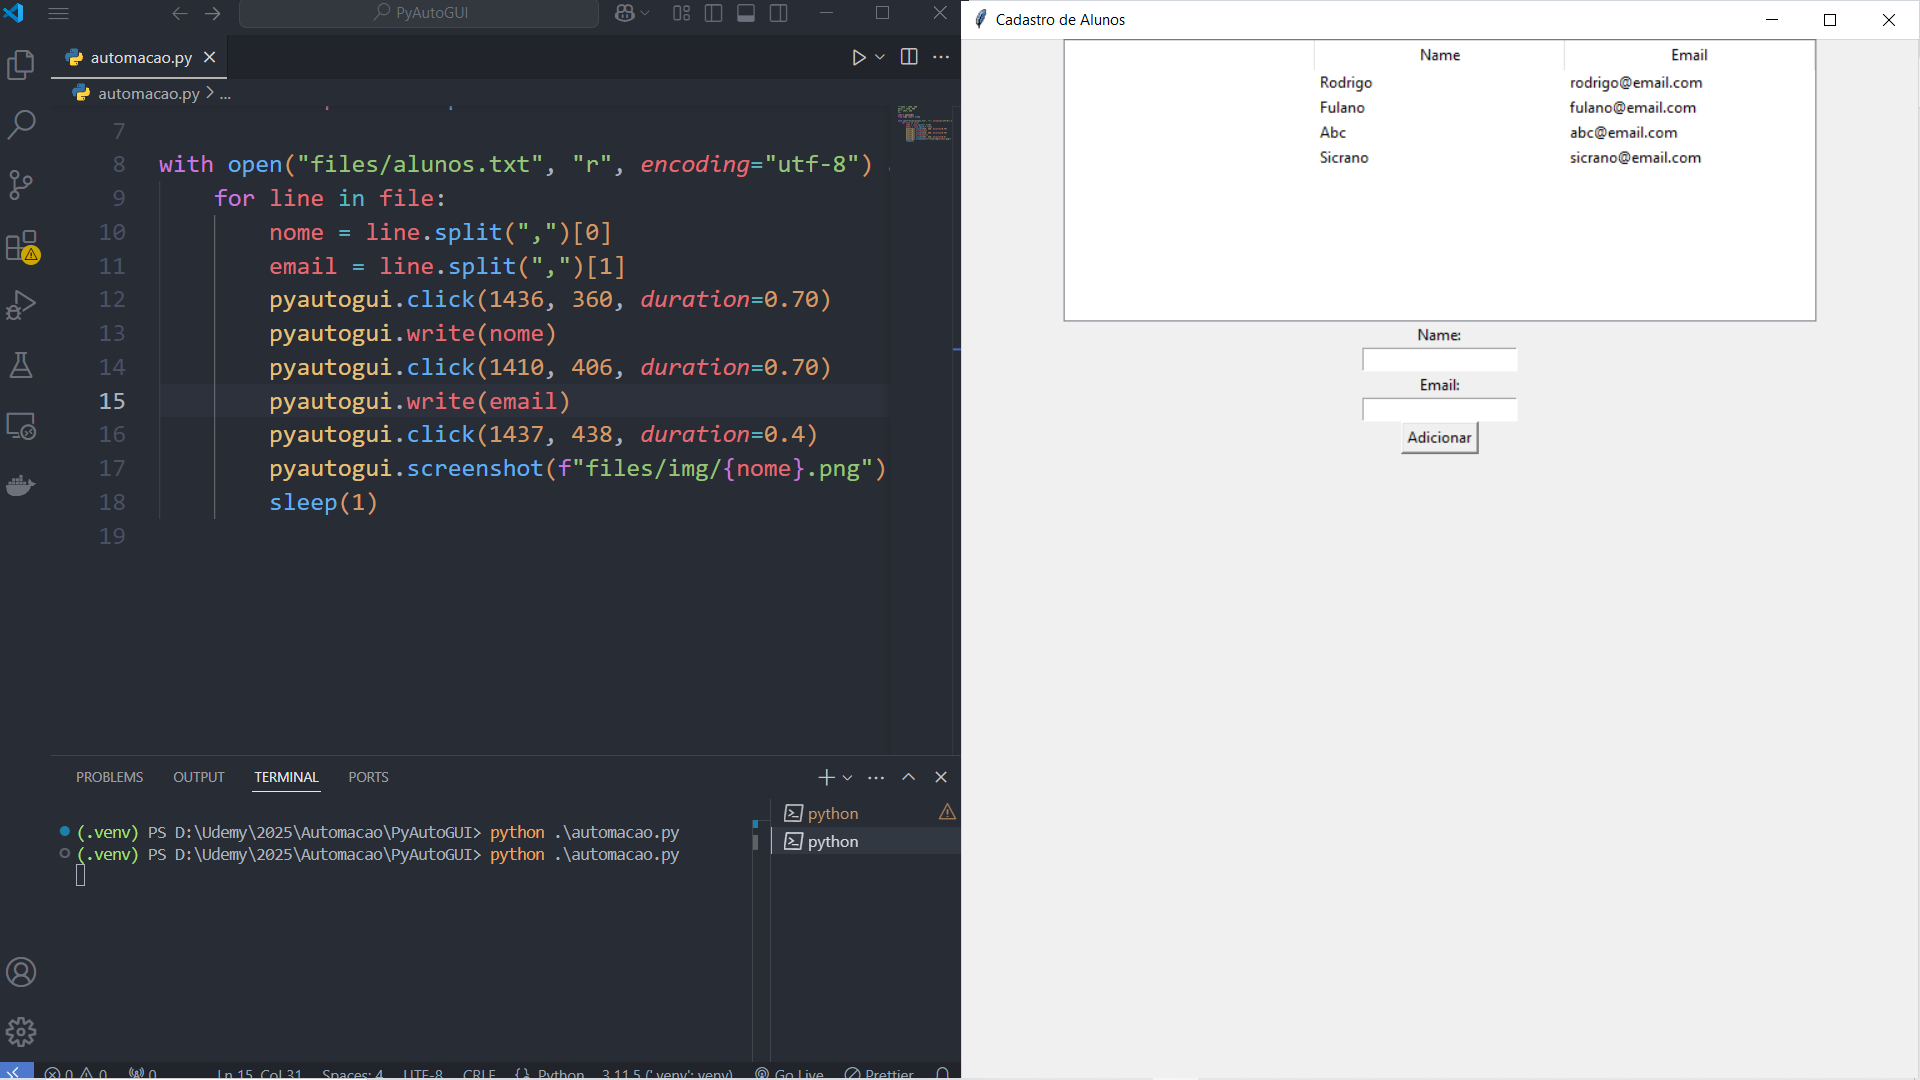 PyAutoGUI
automacao.py
automacao.py > ...
7
8 with open("files/alunos.txt", "r", encoding="utf-8")
9 for line in file:
10 nome = line.split(",")[0]
11 email = line.split(",")[1]
12 pyautogui.click(1436, 360, duration=0.70)
13 pyautogui.write(nome)
14 pyautogui.click(1410, 406, duration=0.70)
15 pyautogui.write(email)
16 pyautogui.click(1437, 438, duration=0.4)
17 pyautogui.screenshot(f"files/img/{nome}.png")
18 sleep(1)
19
PROBLEMS OUTPUT TERMINAL PORTS
(.venv) PS D:\Udemy\2025\Automacao\PyAutoGUI> python .\automacao.py
(.venv) PS D:\Udemy\2025\Automacao\PyAutoGUI> python .\automacao.py
python
python
0 0 0 Ln 15, Col 31 Spaces: 4 UTF-8 CRLF {} Python 3.11.5 ('.venv': venv) Go Live Prettier
Cadastro de Alunos
Name Email
Rodrigo rodrigo@email.com
Fulano fulano@email.com
Abc abc@email.com
Sicrano sicrano@email.com
Name:
Email:
Adicionar